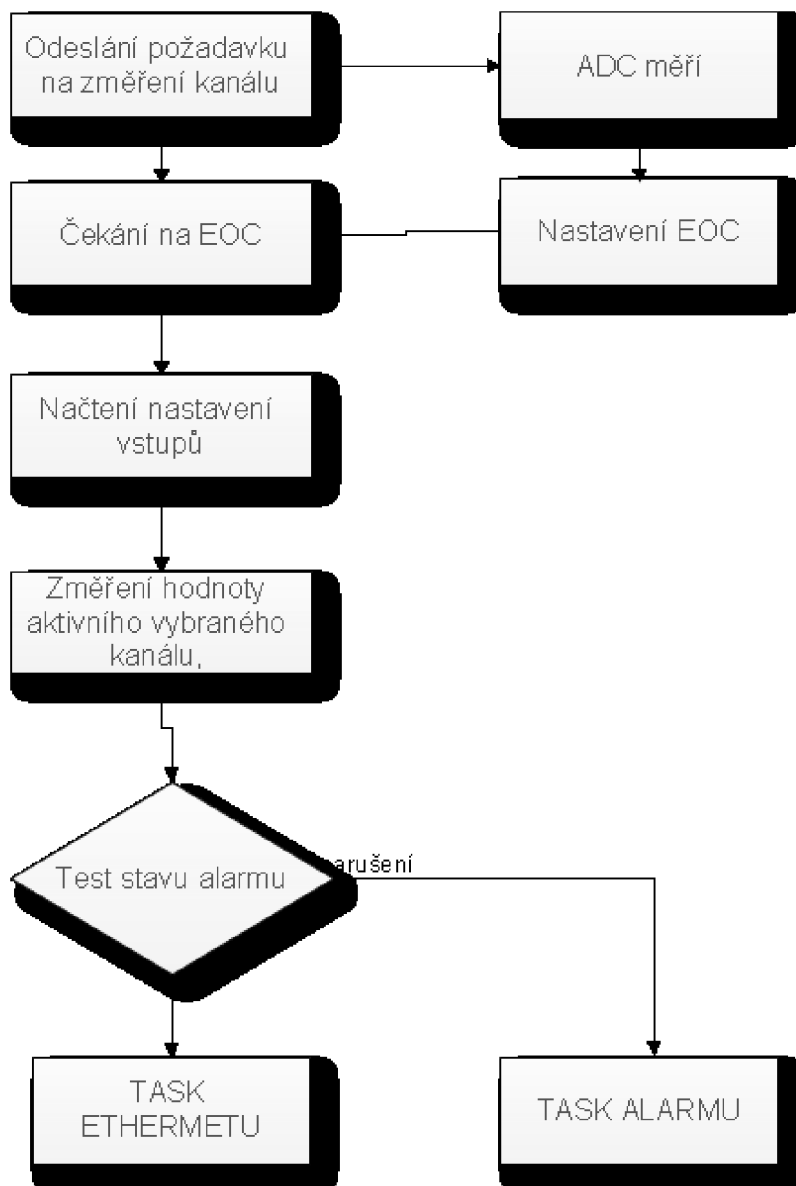 Odeslání požadavku
na změření kanálu
ADC měří
Čekání na EOC
Nastavení EOC
Načtení nastavení
vstupů
Změření hodnoty
aktivního vybraného
kanálu,
Test stavu alarmu
arušení
TASK
ETHERMETU
TASK ALARMU